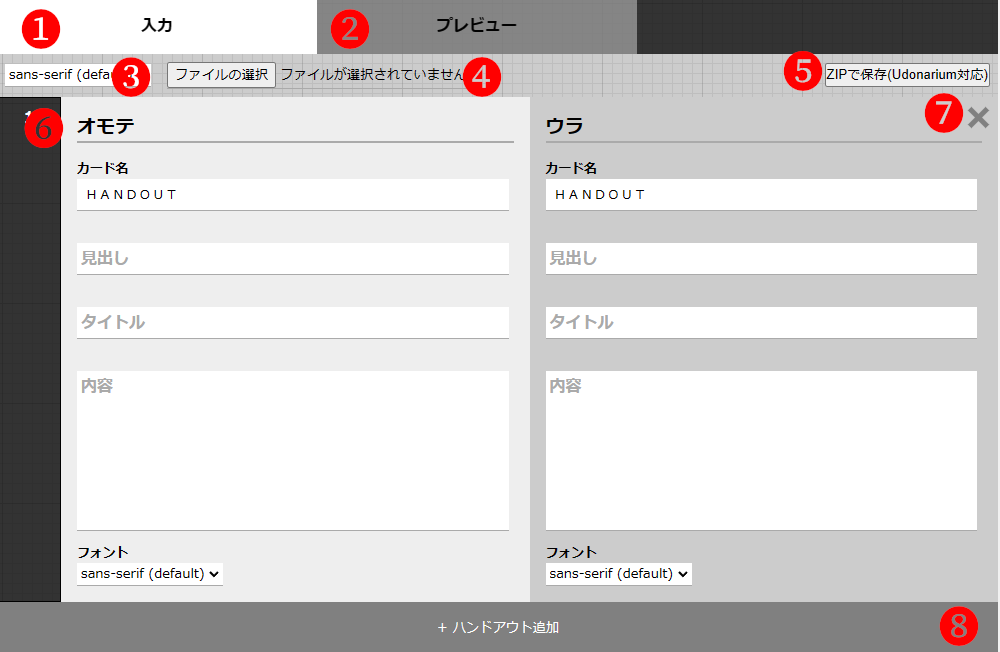 1 入力 2 プレビュー
sans-serif (defau 3 ファイルの選択 ファイルが選択されていません 4 5 ZIPで保存(Udonarium対応)
6 オモテ ウラ 7 ×
カード名 カード名
ＨＡＮＤＯＵＴ ＨＡＮＤＯＵＴ
見出し 見出し
タイトル タイトル
内容 内容
フォント フォント
sans-serif (default) sans-serif (default)
+ ハンドアウト追加 8